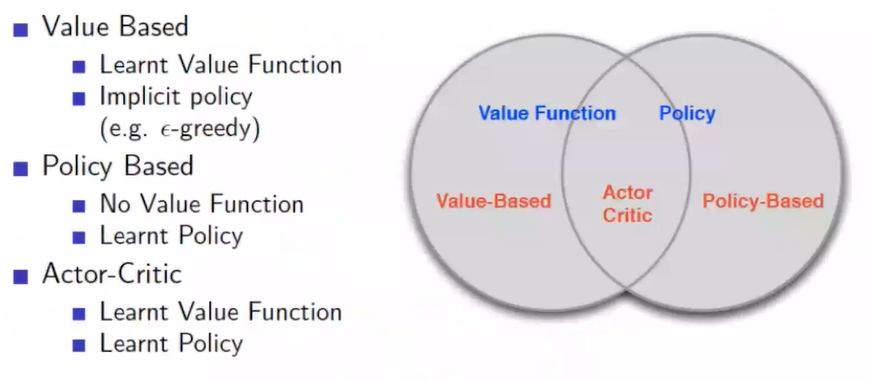 Value Based
Learnt Value Function
Implicit policy
(e.g. ϵ-greedy)
Policy Based
No Value Function
Learnt Policy
Actor-Critic
Learnt Value Function
Learnt Policy
Value Function
Policy
Value-Based
Actor
Critic
Policy-Based